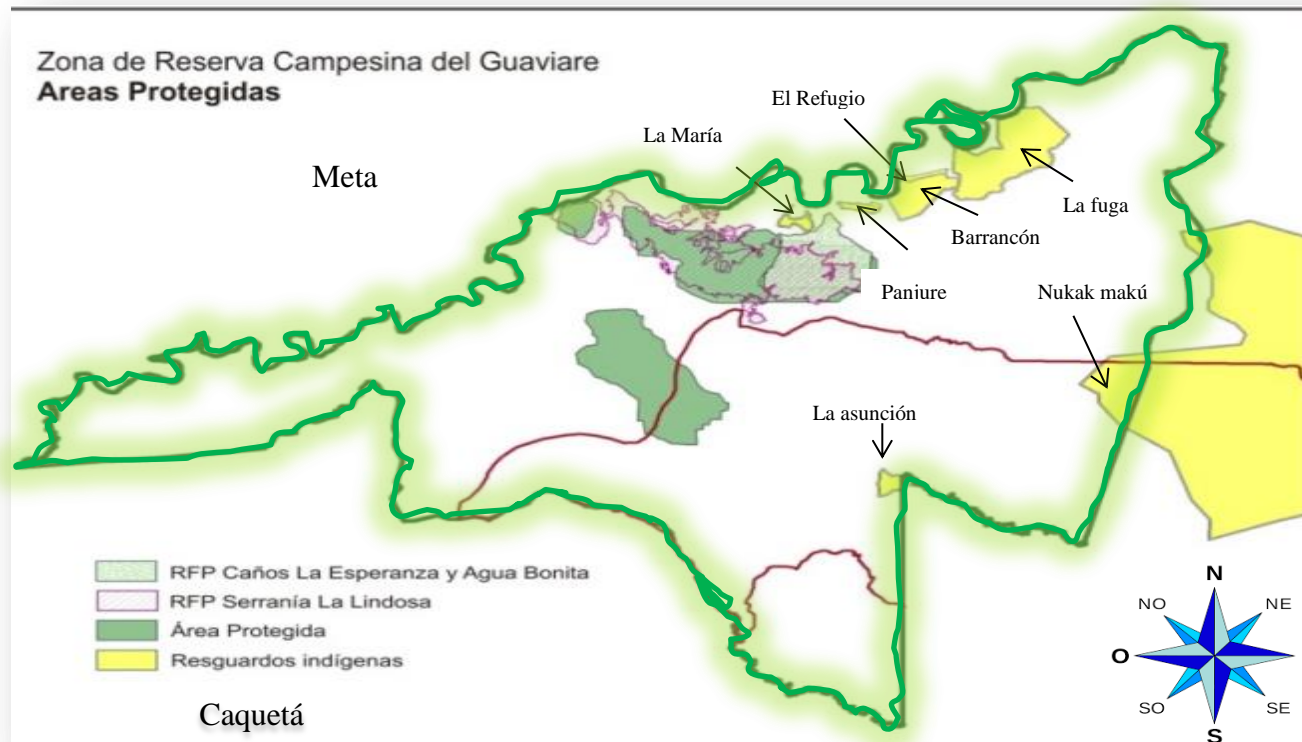 Zona de Reserva Campesina del Guaviare
Areas Protegidas
El Refugio
La María
Meta
La fuga
Barrancón
Paniure
Nukak makú
La asunción
RFP Caños La Esperanza y Agua Bonita
RFP Serranía La Lindosa
Área Protegida
Resguardos indígenas
Caquetá
N
NO
NE
O
SO
SE
S